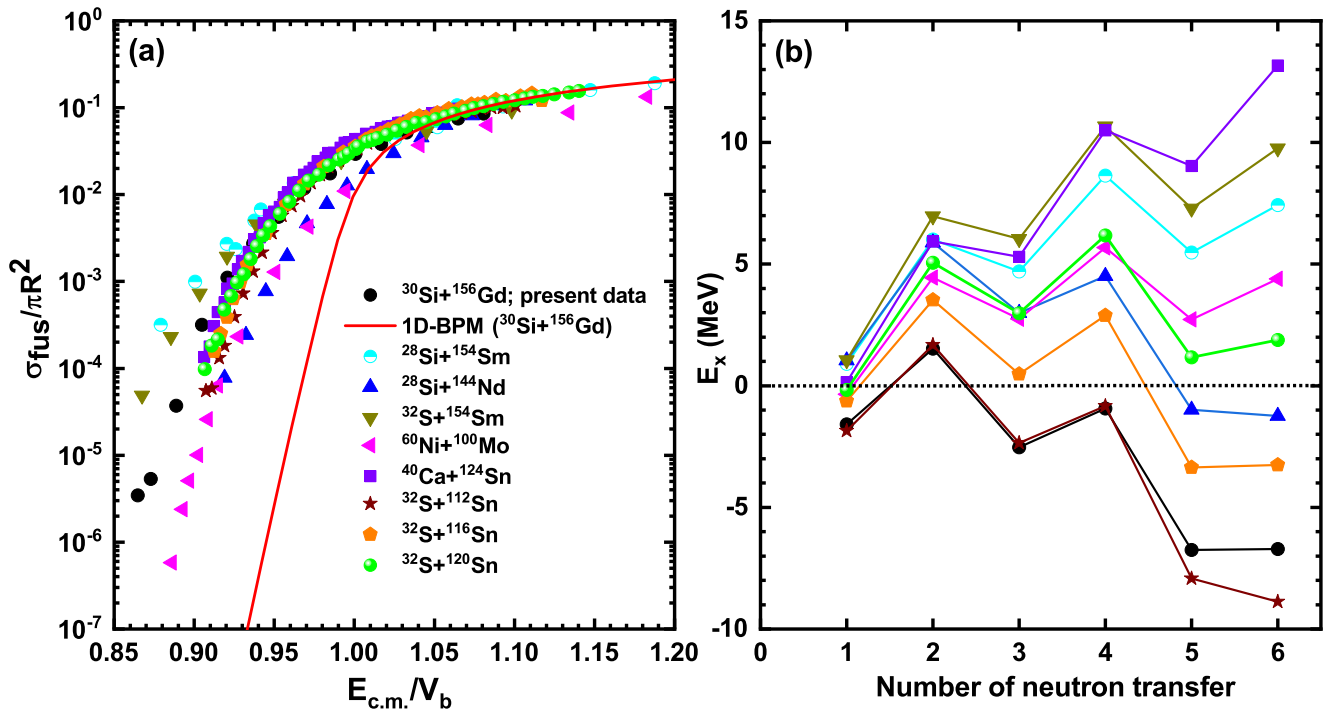 (a)
10⁰
10⁻¹
10⁻²
10⁻³
10⁻⁴
10⁻⁵
10⁻⁶
10⁻⁷
σfus/πR²
0.85 0.90 0.95 1.00 1.05 1.10 1.15 1.20
Ec.m./Vb
³⁰Si+¹⁵⁶Gd; present data
1D-BPM (³⁰Si+¹⁵⁶Gd)
²⁸Si+¹⁵⁴Sm
²⁸Si+¹⁴⁴Nd
³²S+¹⁵⁴Sm
⁶⁰Ni+¹⁰⁰Mo
⁴⁰Ca+¹²⁴Sn
³²S+¹¹²Sn
³²S+¹¹⁶Sn
³²S+¹²⁰Sn
(b)
15
10
5
0
-5
-10
Eₓ (MeV)
0 1 2 3 4 5 6
Number of neutron transfer